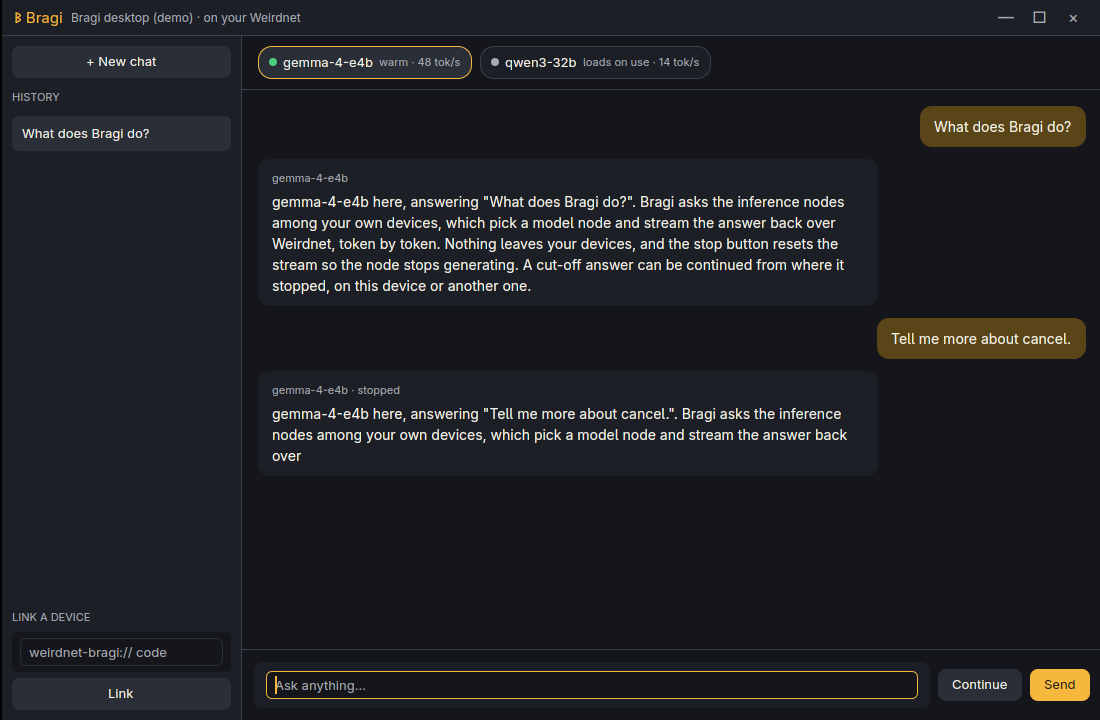 Bragi Bragi desktop (demo) · on your Weirdnet
+ New chat
HISTORY
What does Bragi do?
gemma-4-e4b warm · 48 tok/s
qwen3-32b loads on use · 14 tok/s
What does Bragi do?
gemma-4-e4b
gemma-4-e4b here, answering "What does Bragi do?". Bragi asks the inference nodes
among your own devices, which pick a model node and stream the answer back over
Weirdnet, token by token. Nothing leaves your devices, and the stop button resets the
stream so the node stops generating. A cut-off answer can be continued from where it
stopped, on this device or another one.
Tell me more about cancel.
gemma-4-e4b · stopped
gemma-4-e4b here, answering "Tell me more about cancel.". Bragi asks the inference
nodes among your own devices, which pick a model node and stream the answer back
over
LINK A DEVICE
weirdnet-bragi:// code
Link
Ask anything...
Continue
Send